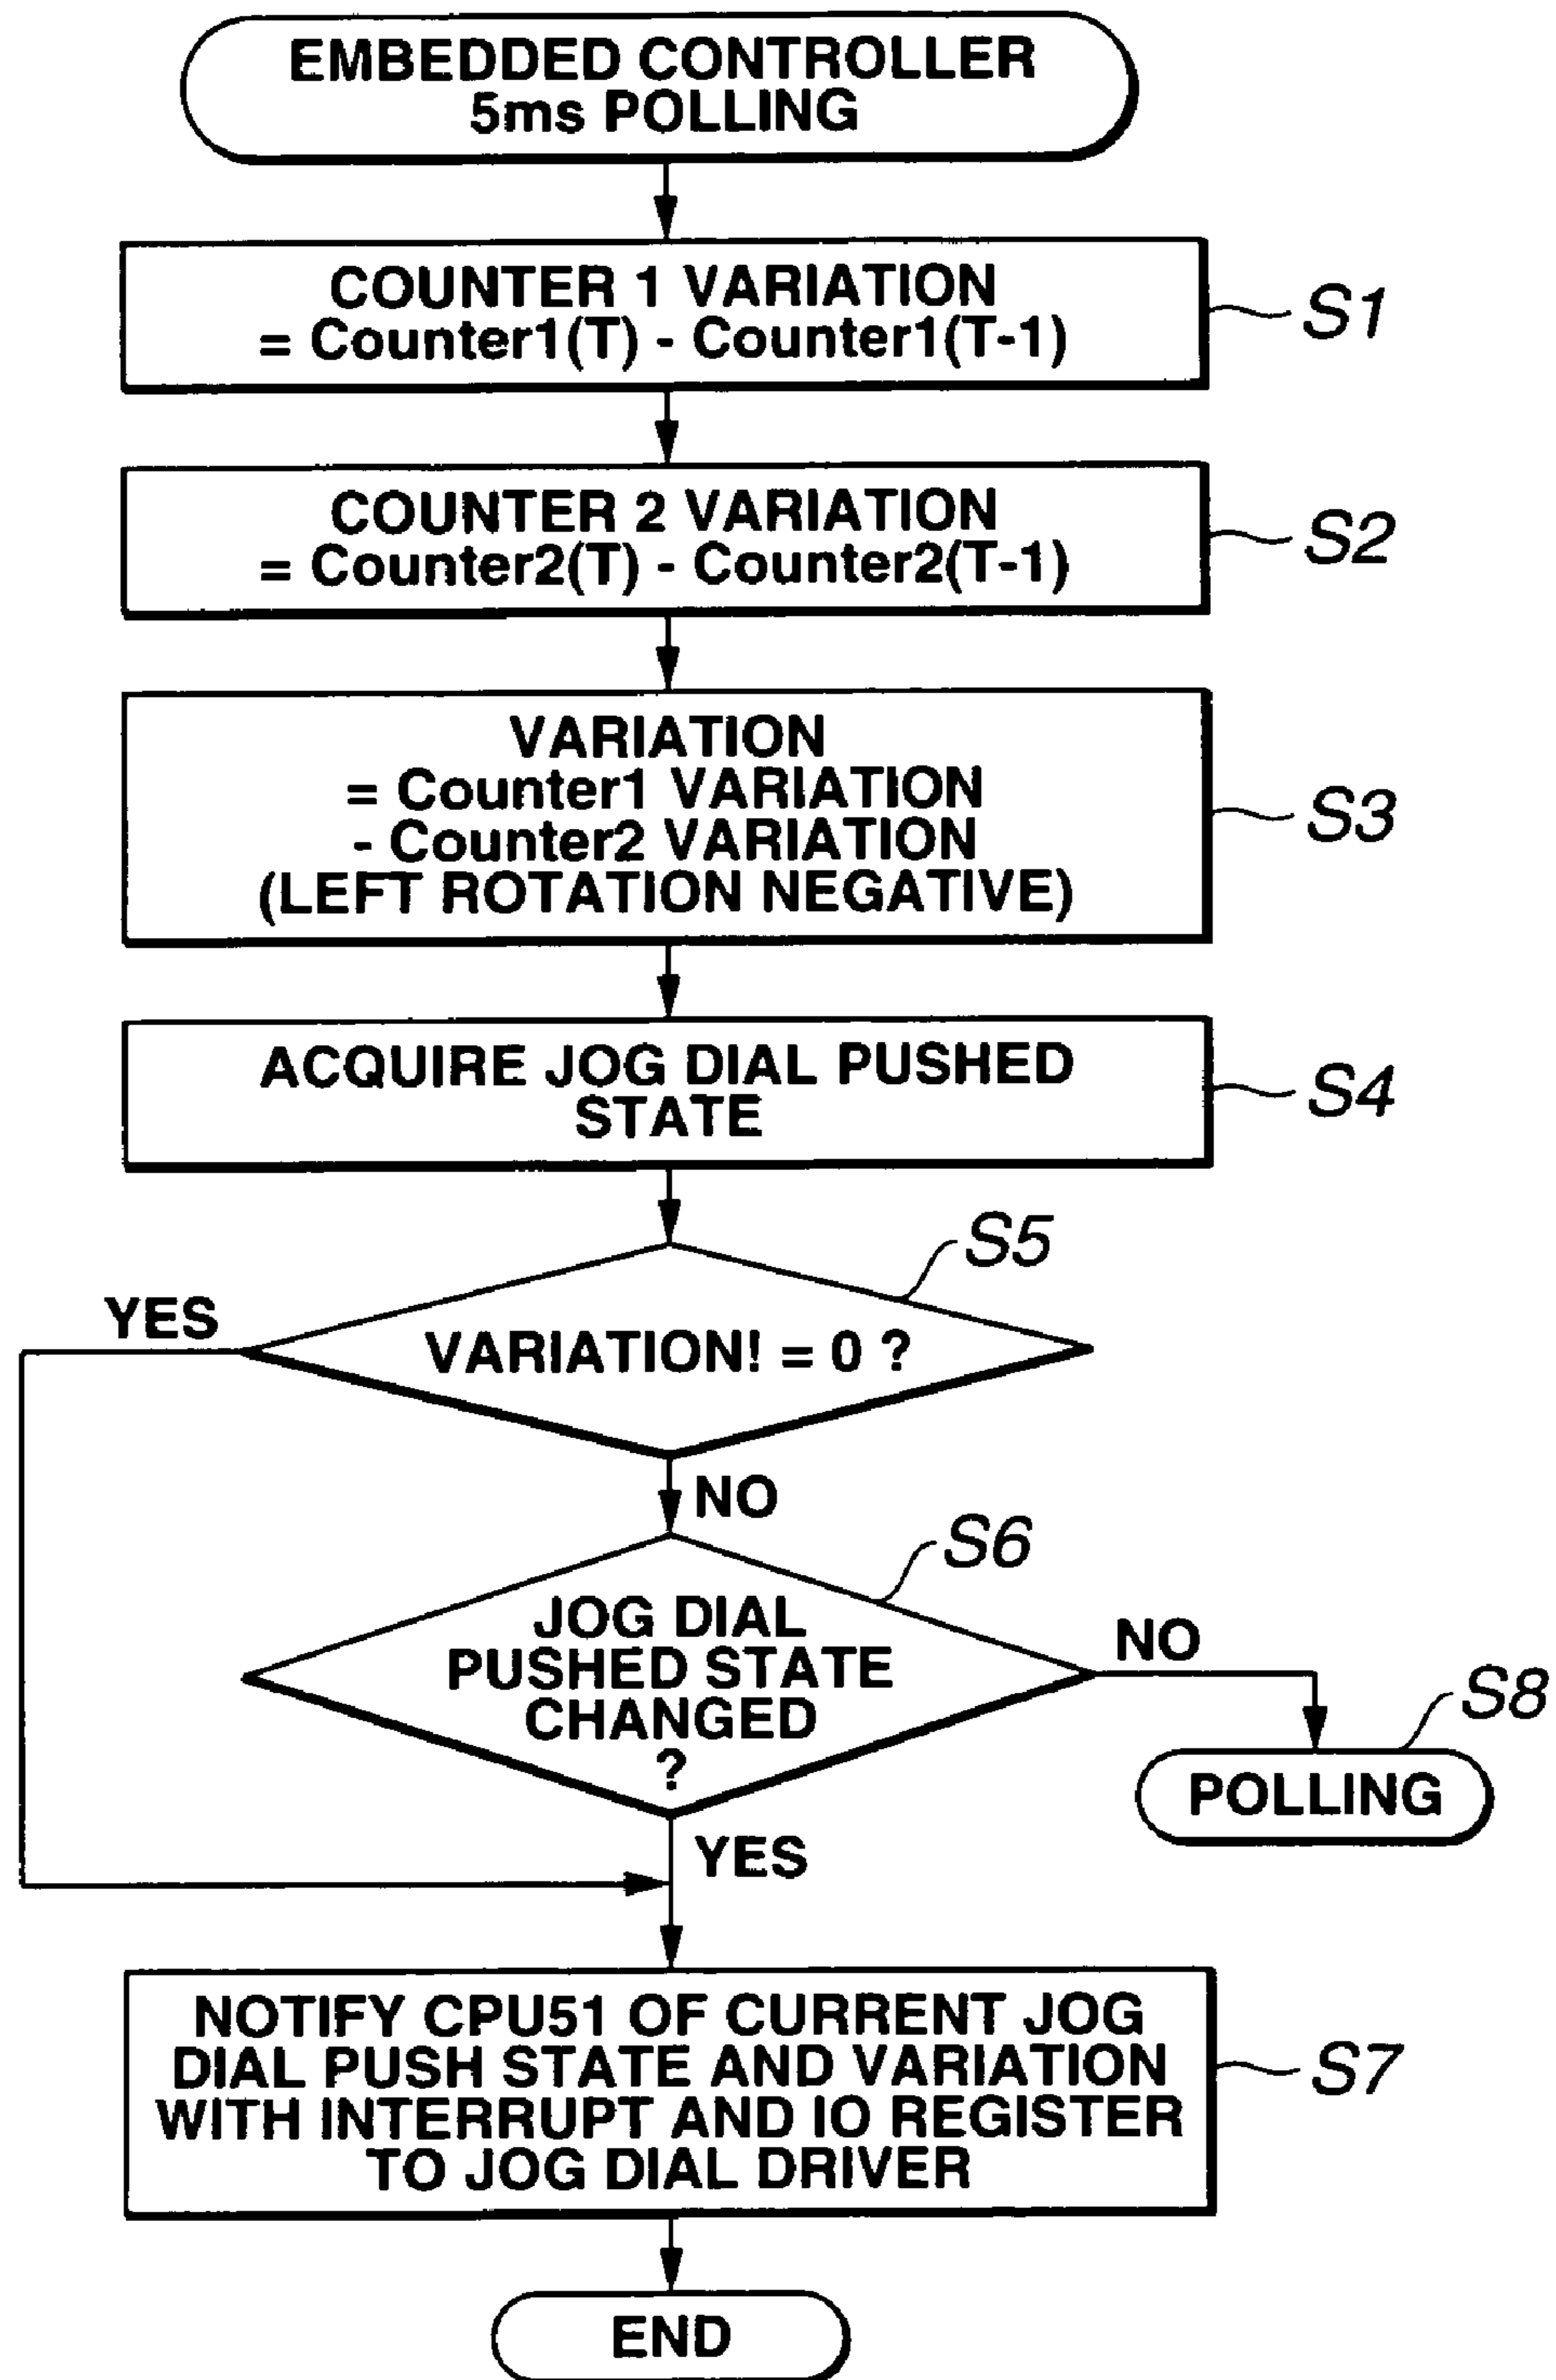 EMBEDDED CONTROLLER
5ms POLLING
COUNTER 1 VARIATION
= Counter1(T) - Counter1(T-1)
S1
COUNTER 2 VARIATION
= Counter2(T) - Counter2(T-1)
S2
VARIATION
= Counter1 VARIATION
- Counter2 VARIATION
(LEFT ROTATION NEGATIVE)
S3
ACQUIRE JOG DIAL PUSHED
STATE
S4
S5
YES
VARIATION! = 0 ?
NO
S6
JOG DIAL
PUSHED STATE
CHANGED
?
NO
S8
POLLING
YES
NOTIFY CPU51 OF CURRENT JOG
DIAL PUSH STATE AND VARIATION
WITH INTERRUPT AND IO REGISTER
TO JOG DIAL DRIVER
S7
END